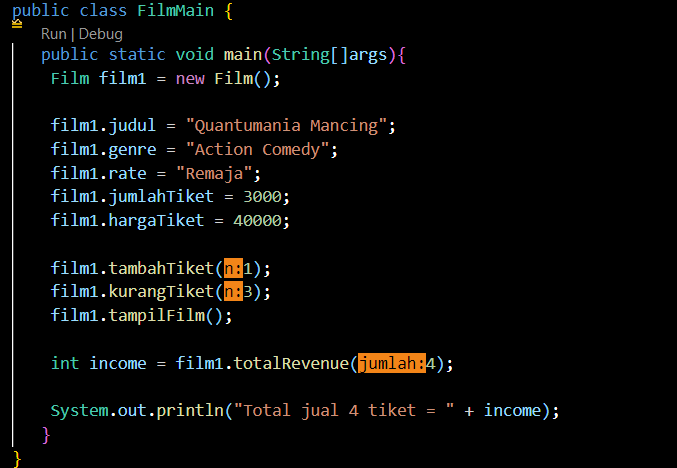 public class FilmMain {
Run | Debug
public static void main(String[]args){
Film film1 = new Film();
film1.judul = "Quantumania Mancing";
film1.genre = "Action Comedy";
film1.rate = "Remaja";
film1.jumlahTiket = 3000;
film1.hargaTiket = 40000;
film1.tambahTiket(n:1);
film1.kurangTiket(n:3);
film1.tampilFilm();
int income = film1.totalRevenue(jumlah:4);
System.out.println("Total jual 4 tiket = " + income);
}
}